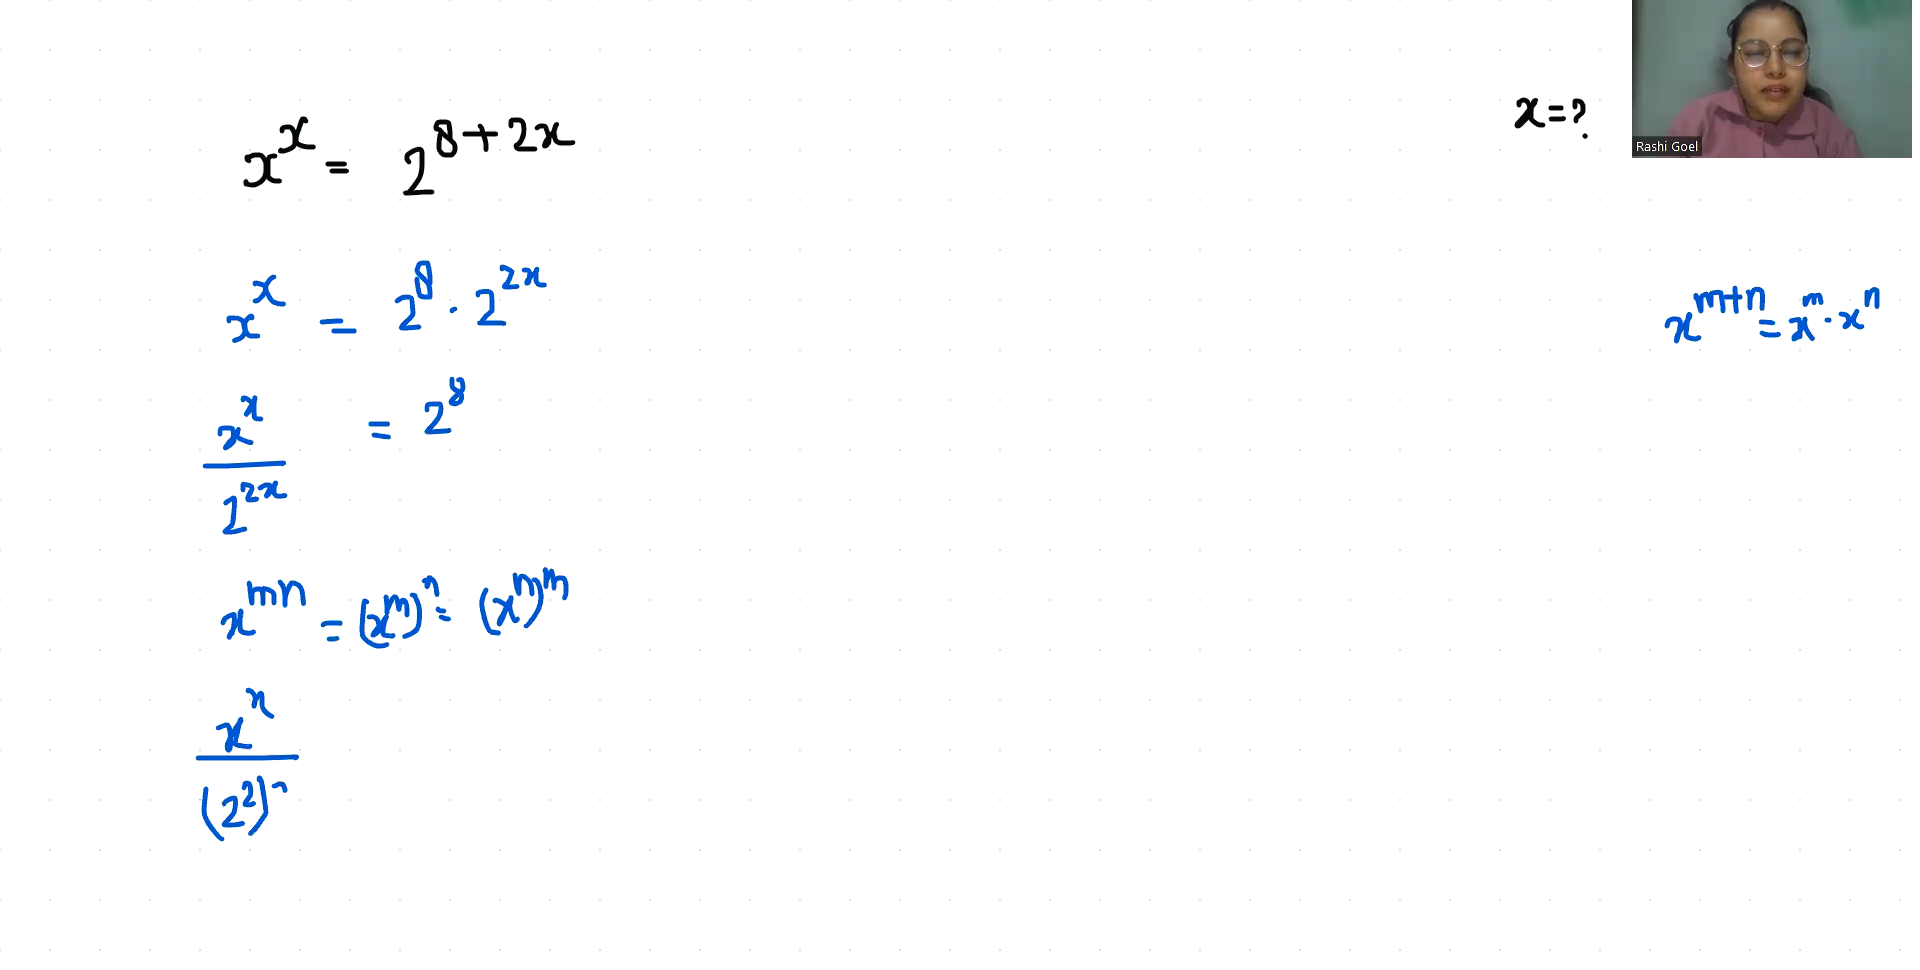 x^x = 2^{8+2x}
x = ?
Rashi Goel
x^x = 2^8 · 2^{2x}
x^{m+n} = x^m · x^n
x^x / 2^{2x} = 2^8
x^{mn} = (x^m)^n = (x^n)^m
x^x / (2^2)